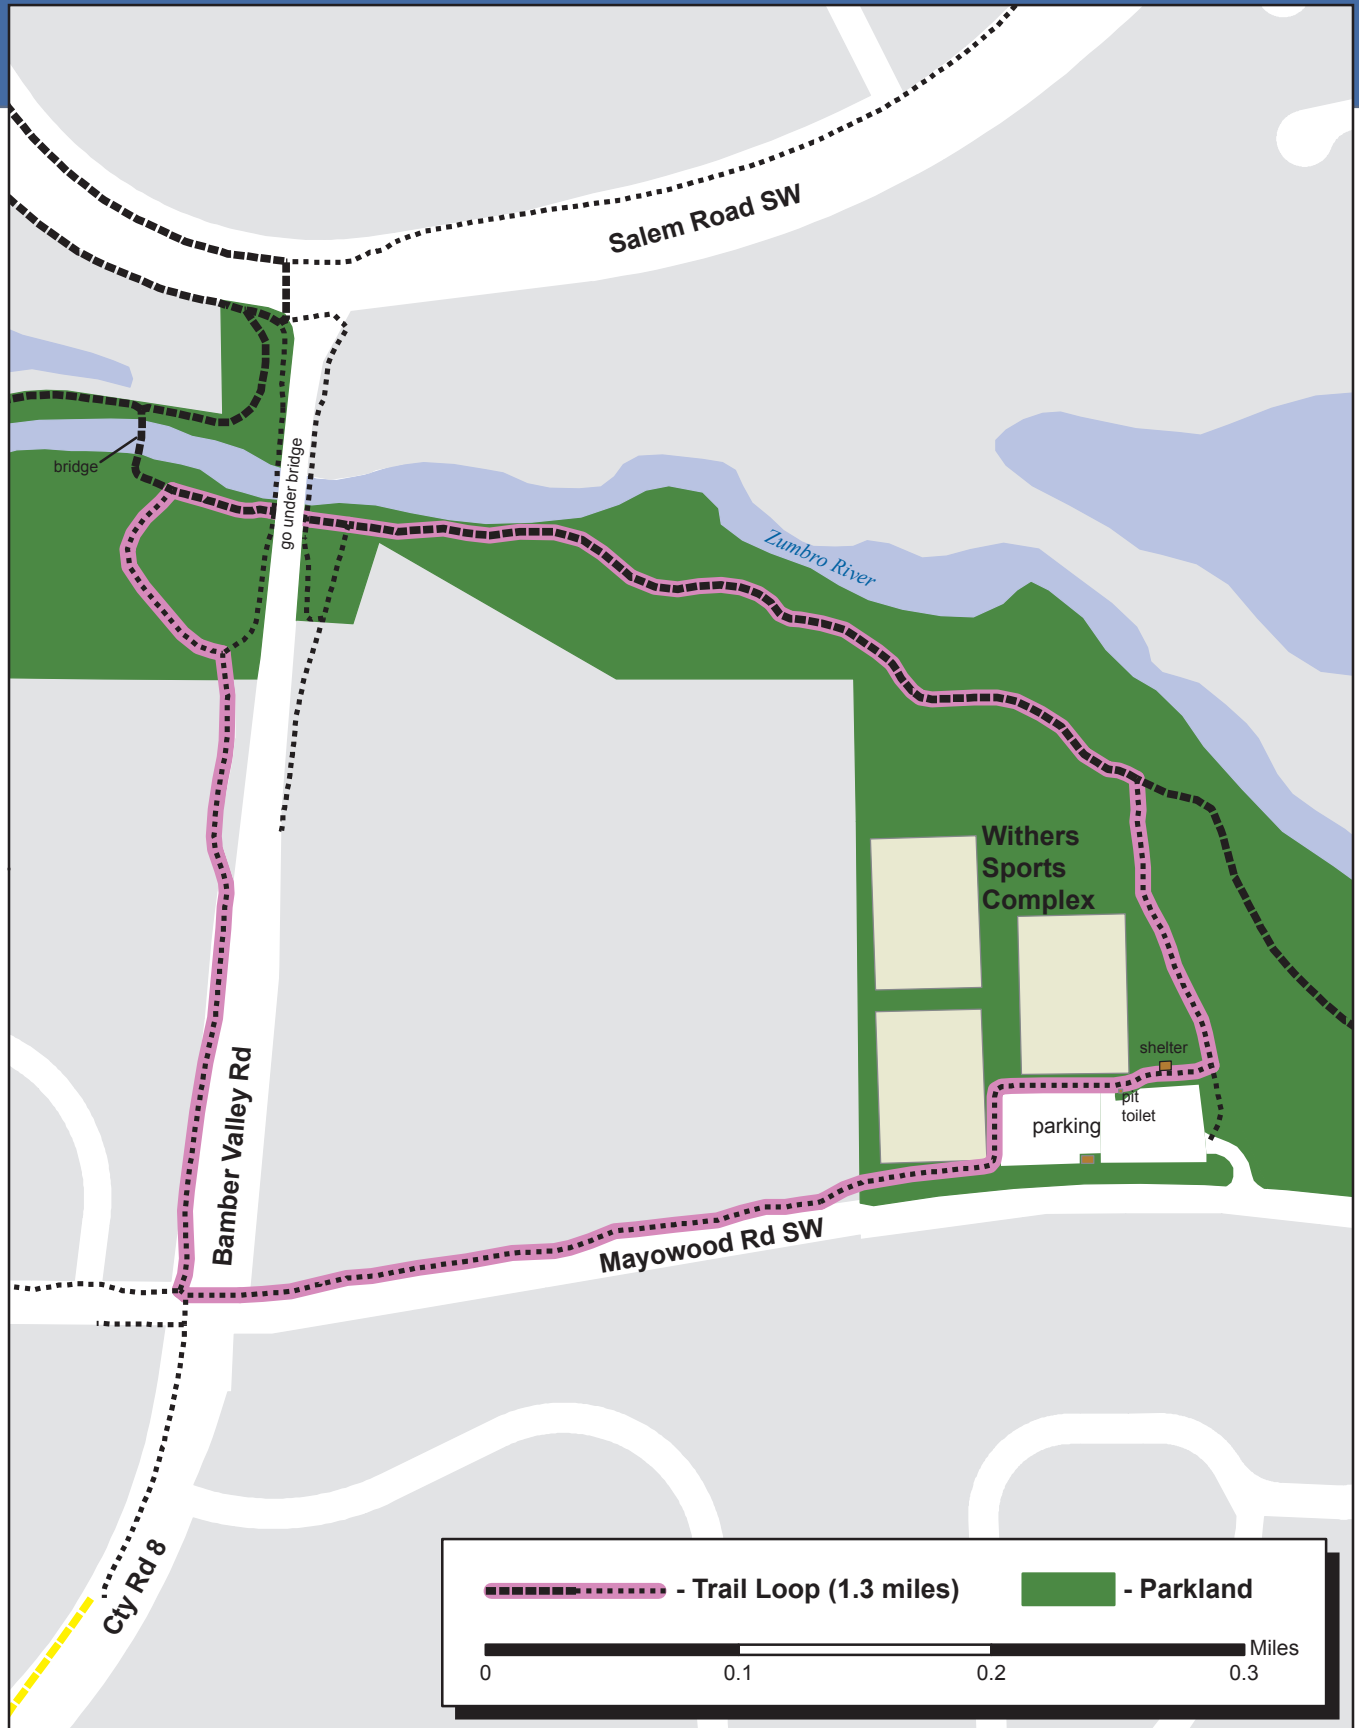 Salem Road SW
bridge
go under bridge
Zumbro River
Withers
Sports
Complex
shelter
pit
toilet
parking
Bamber Valley Rd
Mayowood Rd SW
Cty Rd 8
- Trail Loop (1.3 miles)
- Parkland
Miles
0 0.1 0.2 0.3